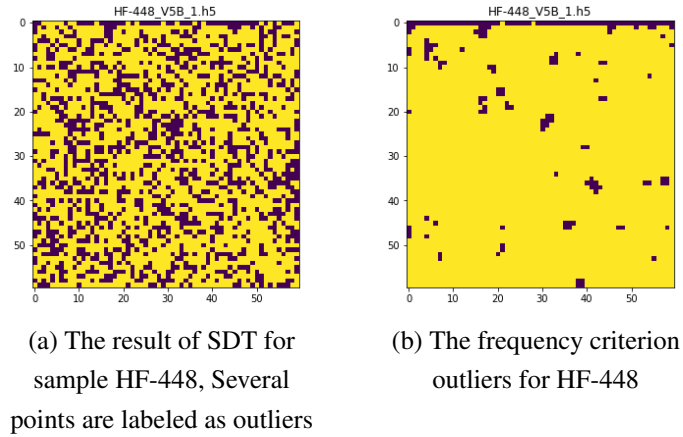 HF-448_V5B_1.h5
0
10
20
30
40
50
0 10 20 30 40 50
HF-448_V5B_1.h5
0
10
20
30
40
50
0 10 20 30 40 50
(a) The result of SDT for
sample HF-448, Several
points are labeled as outliers
(b) The frequency criterion
outliers for HF-448